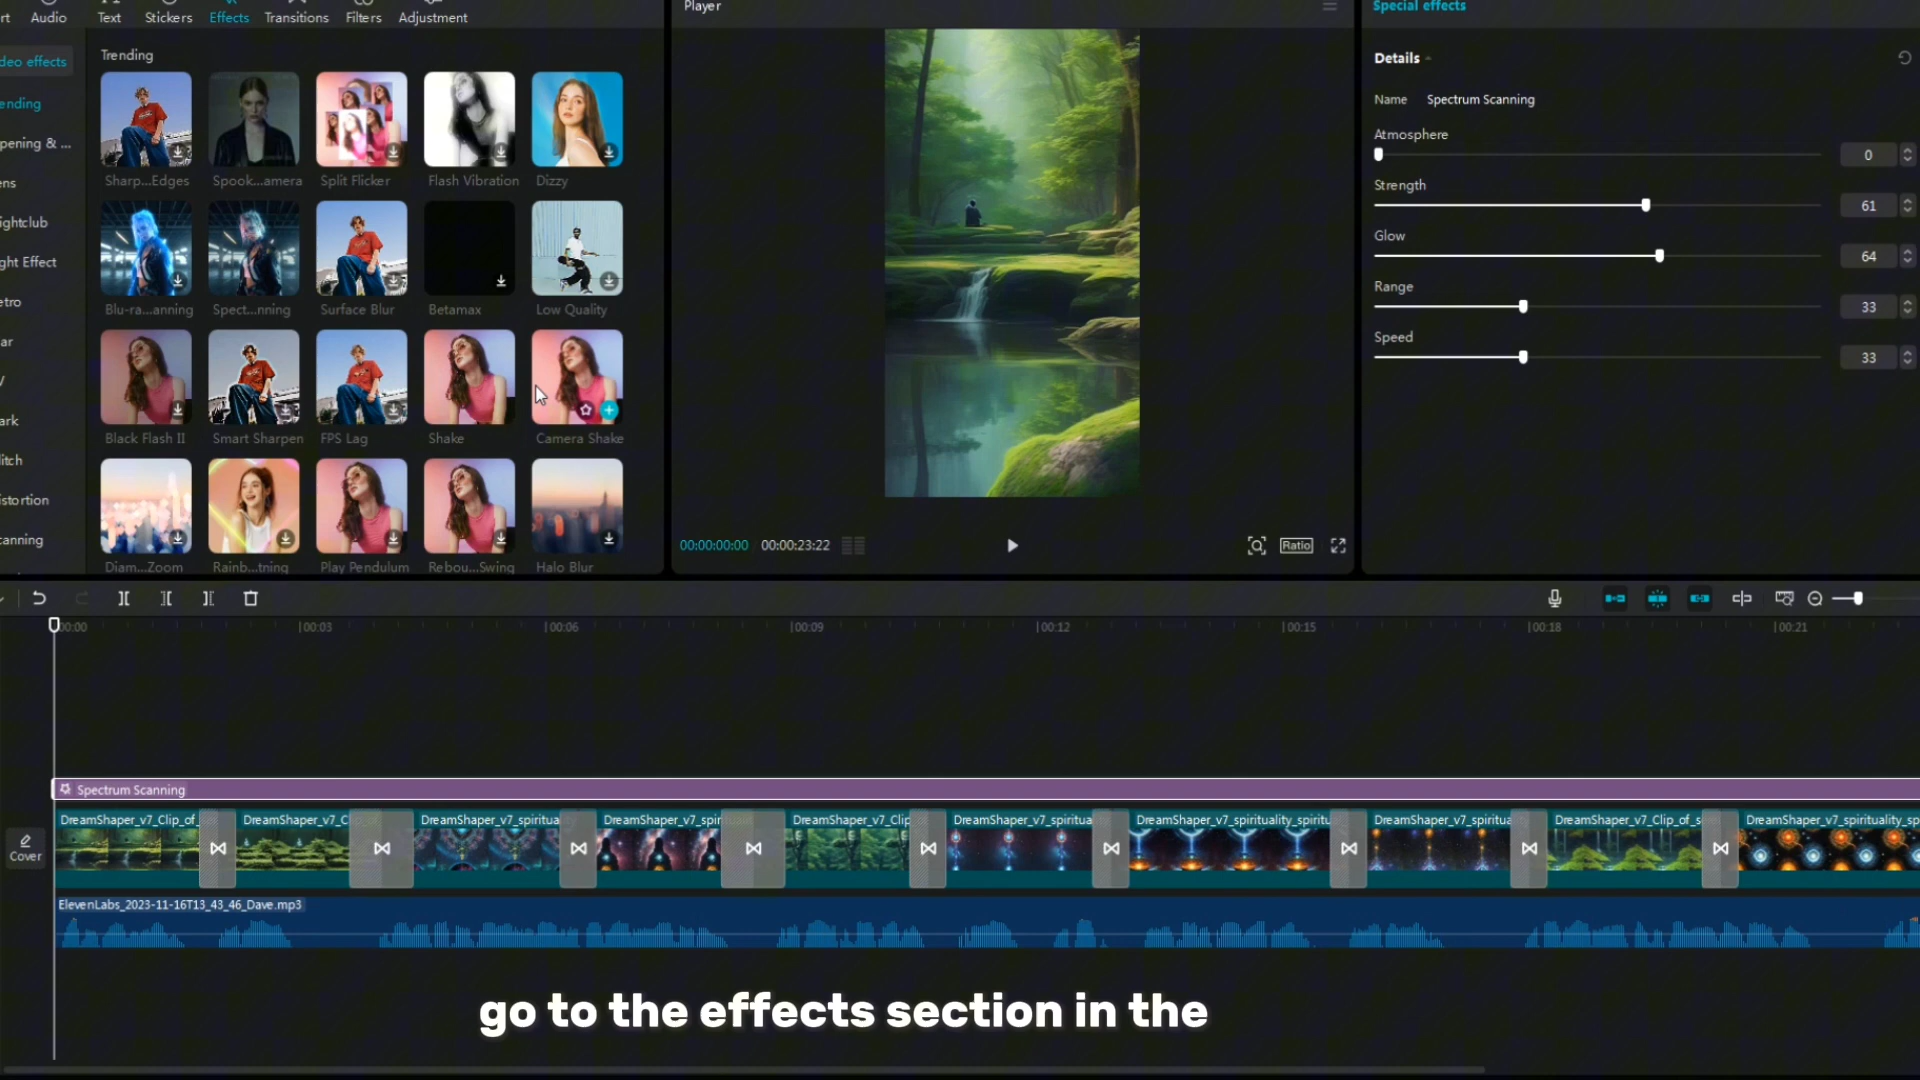 rt Audio Text Stickers Effects Transitions Filters Adjustment
deo effects
ending
pening & ...
ens
ightclub
ght Effect
etro
ar
V
ark
litch
istortion
canning
Trending
Sharp...Edges Spook...amera Split Flicker Flash Vibration Dizzy
Blu-ra...anning Spect...nning Surface Blur Betamax Low Quality
Black Flash II Smart Sharpen FPS Lag Shake Camera Shake
Diam...Zoom Rainb...tning Play Pendulum Rebou...Swing Halo Blur
Player
00:00:00:00 00:00:23:22
Ratio
Special effects
Details
Name Spectrum Scanning
Atmosphere
0
Strength
61
Glow
64
Range
33
Speed
33
00:00 00:03 00:06 00:09 00:12 00:15 00:18 00:21
Spectrum Scanning
Cover
DreamShaper_v7_Clip_of_ DreamShaper_v7_C DreamShaper_v7_spiritua DreamShaper_v7_spir DreamShaper_v7_Clip DreamShaper_v7_spiritua DreamShaper_v7_spirituality_spiritu DreamShaper_v7_spiritua DreamShaper_v7_Clip_of_s DreamShaper_v7_spirituality_sp
ElevenLabs_2023-11-16T13_43_46_Dave.mp3
go to the effects section in the